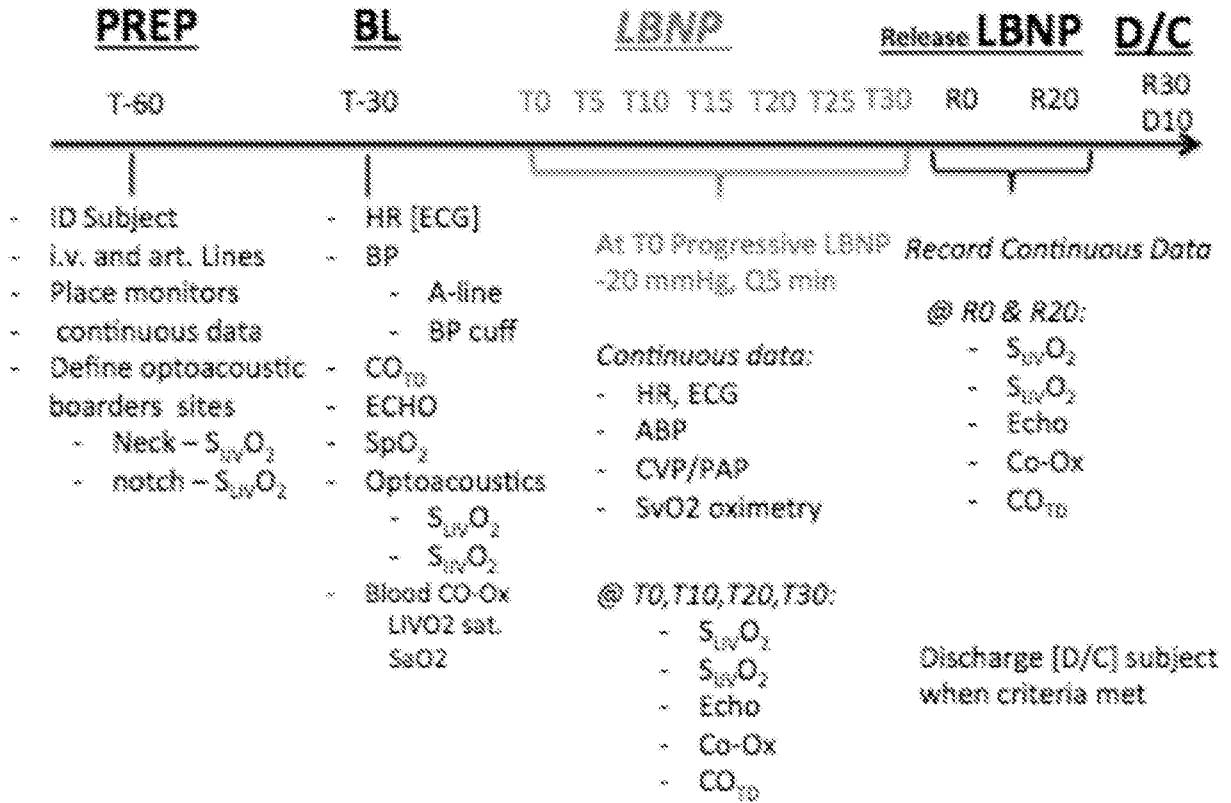 PREP
BL
LBNP
Release LBNP
D/C
T-60
T-30
T0 T5 T10 T15 T20 T25 T30
R0 R20
R30
D10
- ID Subject
- i.v. and art. Lines
- Place monitors
- continuous data
- Define optoacoustic
boarders sites
- Neck – SIJVO2
- notch – SIJVO2
- HR [ECG]
- BP
- A-line
- BP cuff
- COTD
- ECHO
- SpO2
- Optoacoustics
- SIJVO2
- SIJVO2
- Blood CO-Ox
LIVO2 sat.
SaO2
At T0 Progressive LBNP
-20 mmHg, Q5 min
Continuous data:
- HR, ECG
- ABP
- CVP/PAP
- SvO2 oximetry
@ T0,T10,T20,T30:
- SIJVO2
- SIJVO2
- Echo
- Co-Ox
- COTD
Record Continuous Data
@ R0 & R20:
- SIJVO2
- SIJVO2
- Echo
- Co-Ox
- COTD
Discharge [D/C] subject
when criteria met